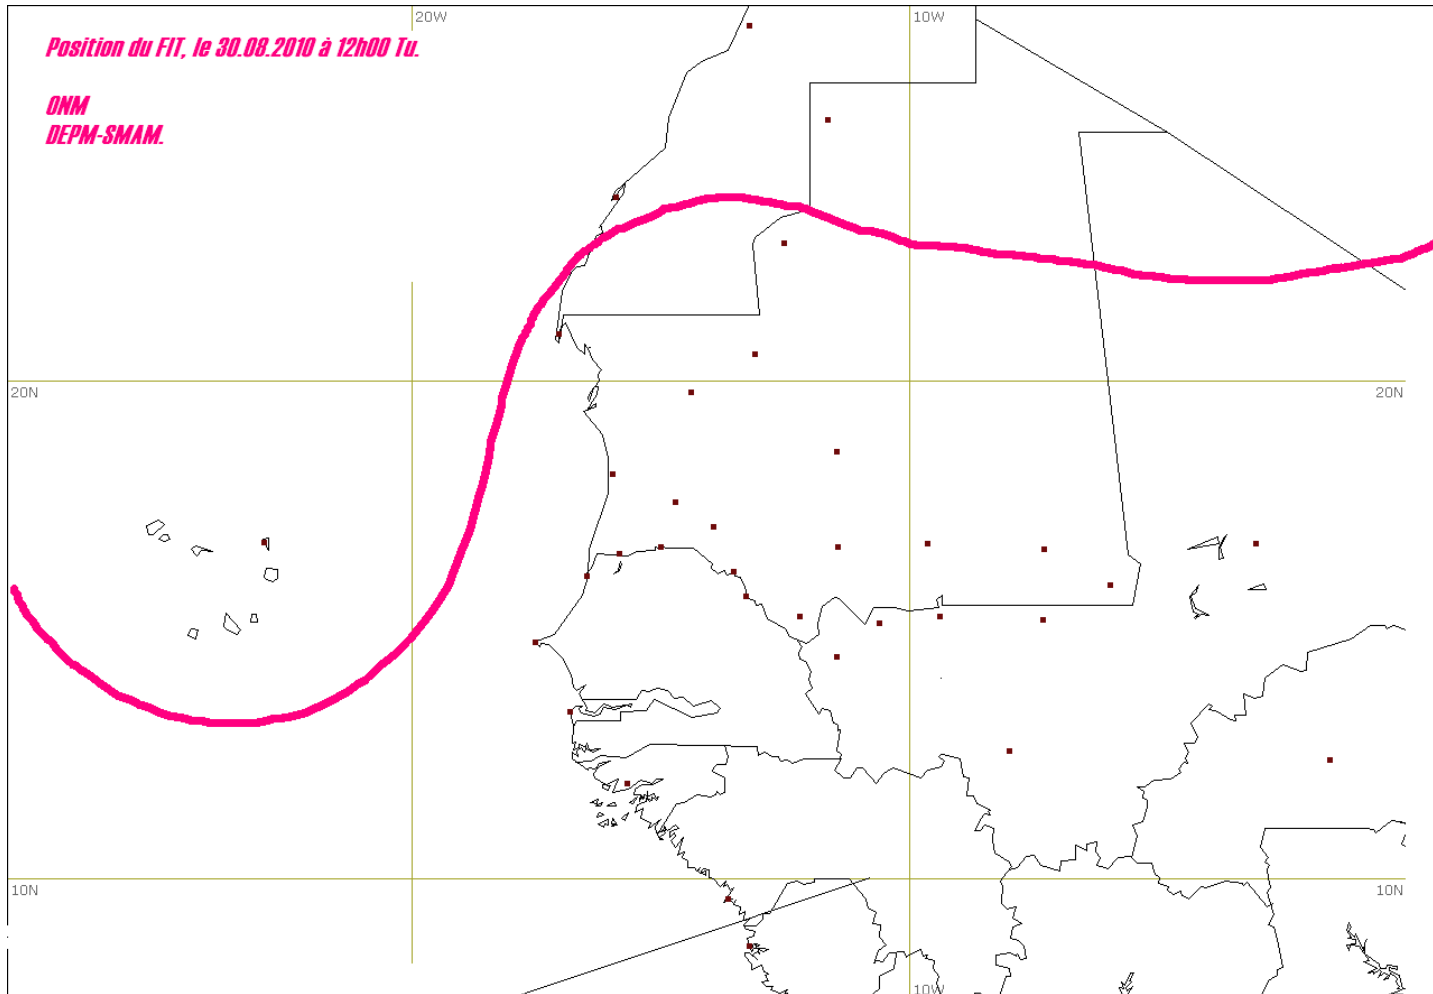 20W
10W
Position du FIT, le 30.08.2010 à 12h00 Tu.
ONM
DEPM-SMAM.
20N
20N
10N
10N
10W